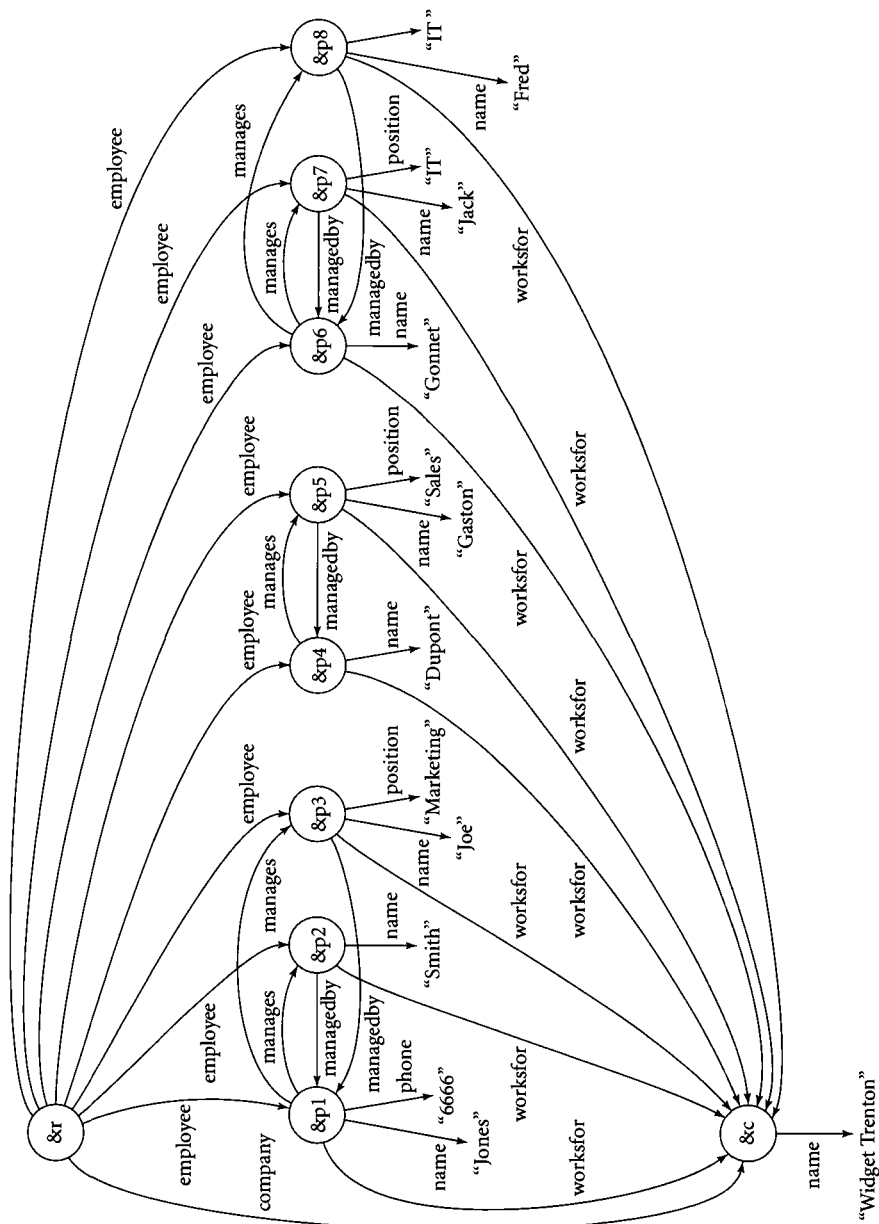 &r
employee
employee
employee
employee
employee
employee
employee
employee
company
manages
manages
manages
manages
manages
&p1
&p2
&p3
&p4
&p5
&p6
&p7
&p8
managedby
managedby
managedby
managedby
managedby
name
phone
"Jones"
"6666"
name
"Smith"
name
position
"Joe"
"Marketing"
name
"Dupont"
name
position
"Gaston"
"Sales"
name
"Gonnet"
name
position
"Jack"
"IT"
name
"Fred"
"IT"
worksfor
worksfor
worksfor
worksfor
worksfor
worksfor
worksfor
worksfor
&c
name
"Widget Trenton"